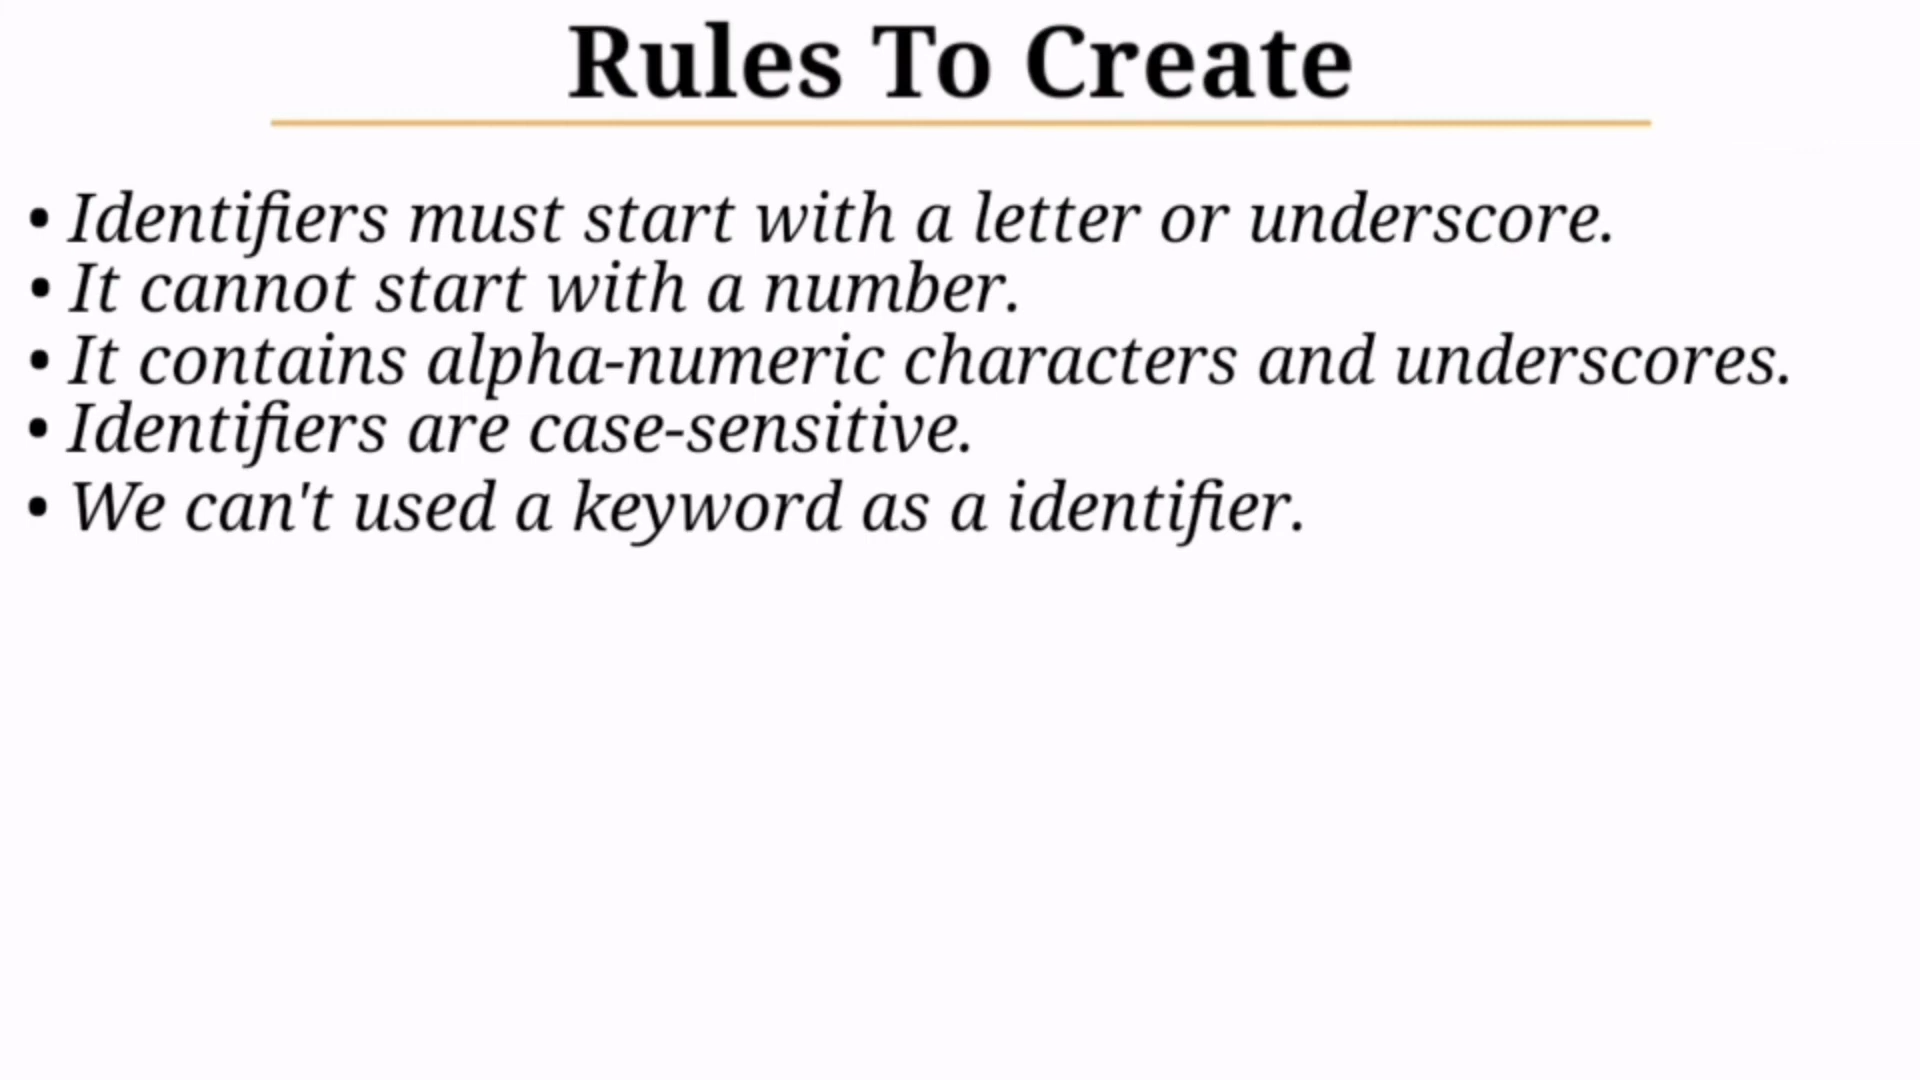 Rules To Create
• Identifiers must start with a letter or underscore.
• It cannot start with a number.
• It contains alpha-numeric characters and underscores.
• Identifiers are case-sensitive.
• We can't used a keyword as a identifier.